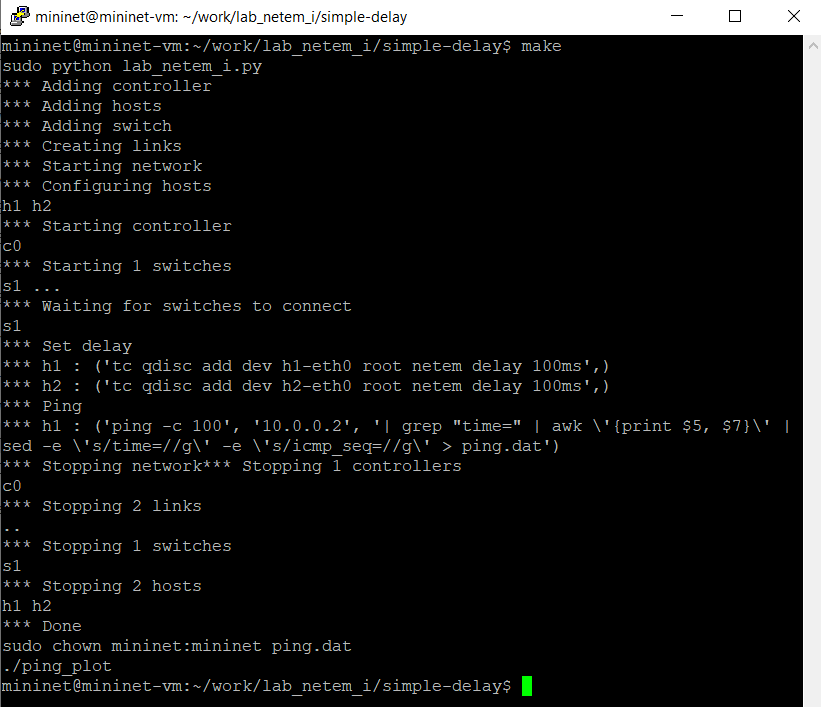 mininet@mininet-vm: ~/work/lab_netem_i/simple-delay
mininet@mininet-vm:~/work/lab_netem_i/simple-delay$ make
sudo python lab_netem_i.py
*** Adding controller
*** Adding hosts
*** Adding switch
*** Creating links
*** Starting network
*** Configuring hosts
h1 h2
*** Starting controller
c0
*** Starting 1 switches
s1 ...
*** Waiting for switches to connect
s1
*** Set delay
*** h1 : ('tc qdisc add dev h1-eth0 root netem delay 100ms',)
*** h2 : ('tc qdisc add dev h2-eth0 root netem delay 100ms',)
*** Ping
*** h1 : ('ping -c 100', '10.0.0.2', '| grep "time=" | awk \'{print $5, $7}\' |
sed -e \'s/time=//g\' -e \'s/icmp_seq=//g\' > ping.dat')
*** Stopping network*** Stopping 1 controllers
c0
*** Stopping 2 links
..
*** Stopping 1 switches
s1
*** Stopping 2 hosts
h1 h2
*** Done
sudo chown mininet:mininet ping.dat
./ping_plot
mininet@mininet-vm:~/work/lab_netem_i/simple-delay$